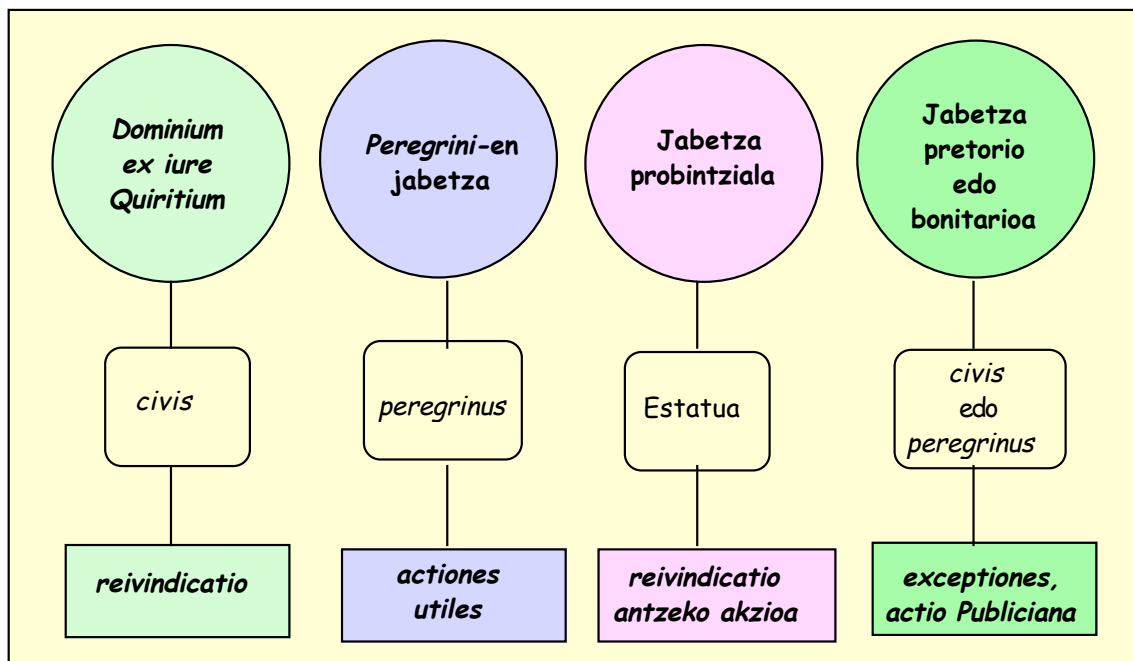 Dominium
ex iure
Quiritium
Peregrini-en
jabetza
Jabetza
probintziala
Jabetza
pretorio
edo
bonitarioa
civis
peregrinus
Estatua
civis
edo
peregrinus
reivindicatio
actiones
utiles
reivindicatio
antzeko akzioa
exceptiones,
actio Publiciana